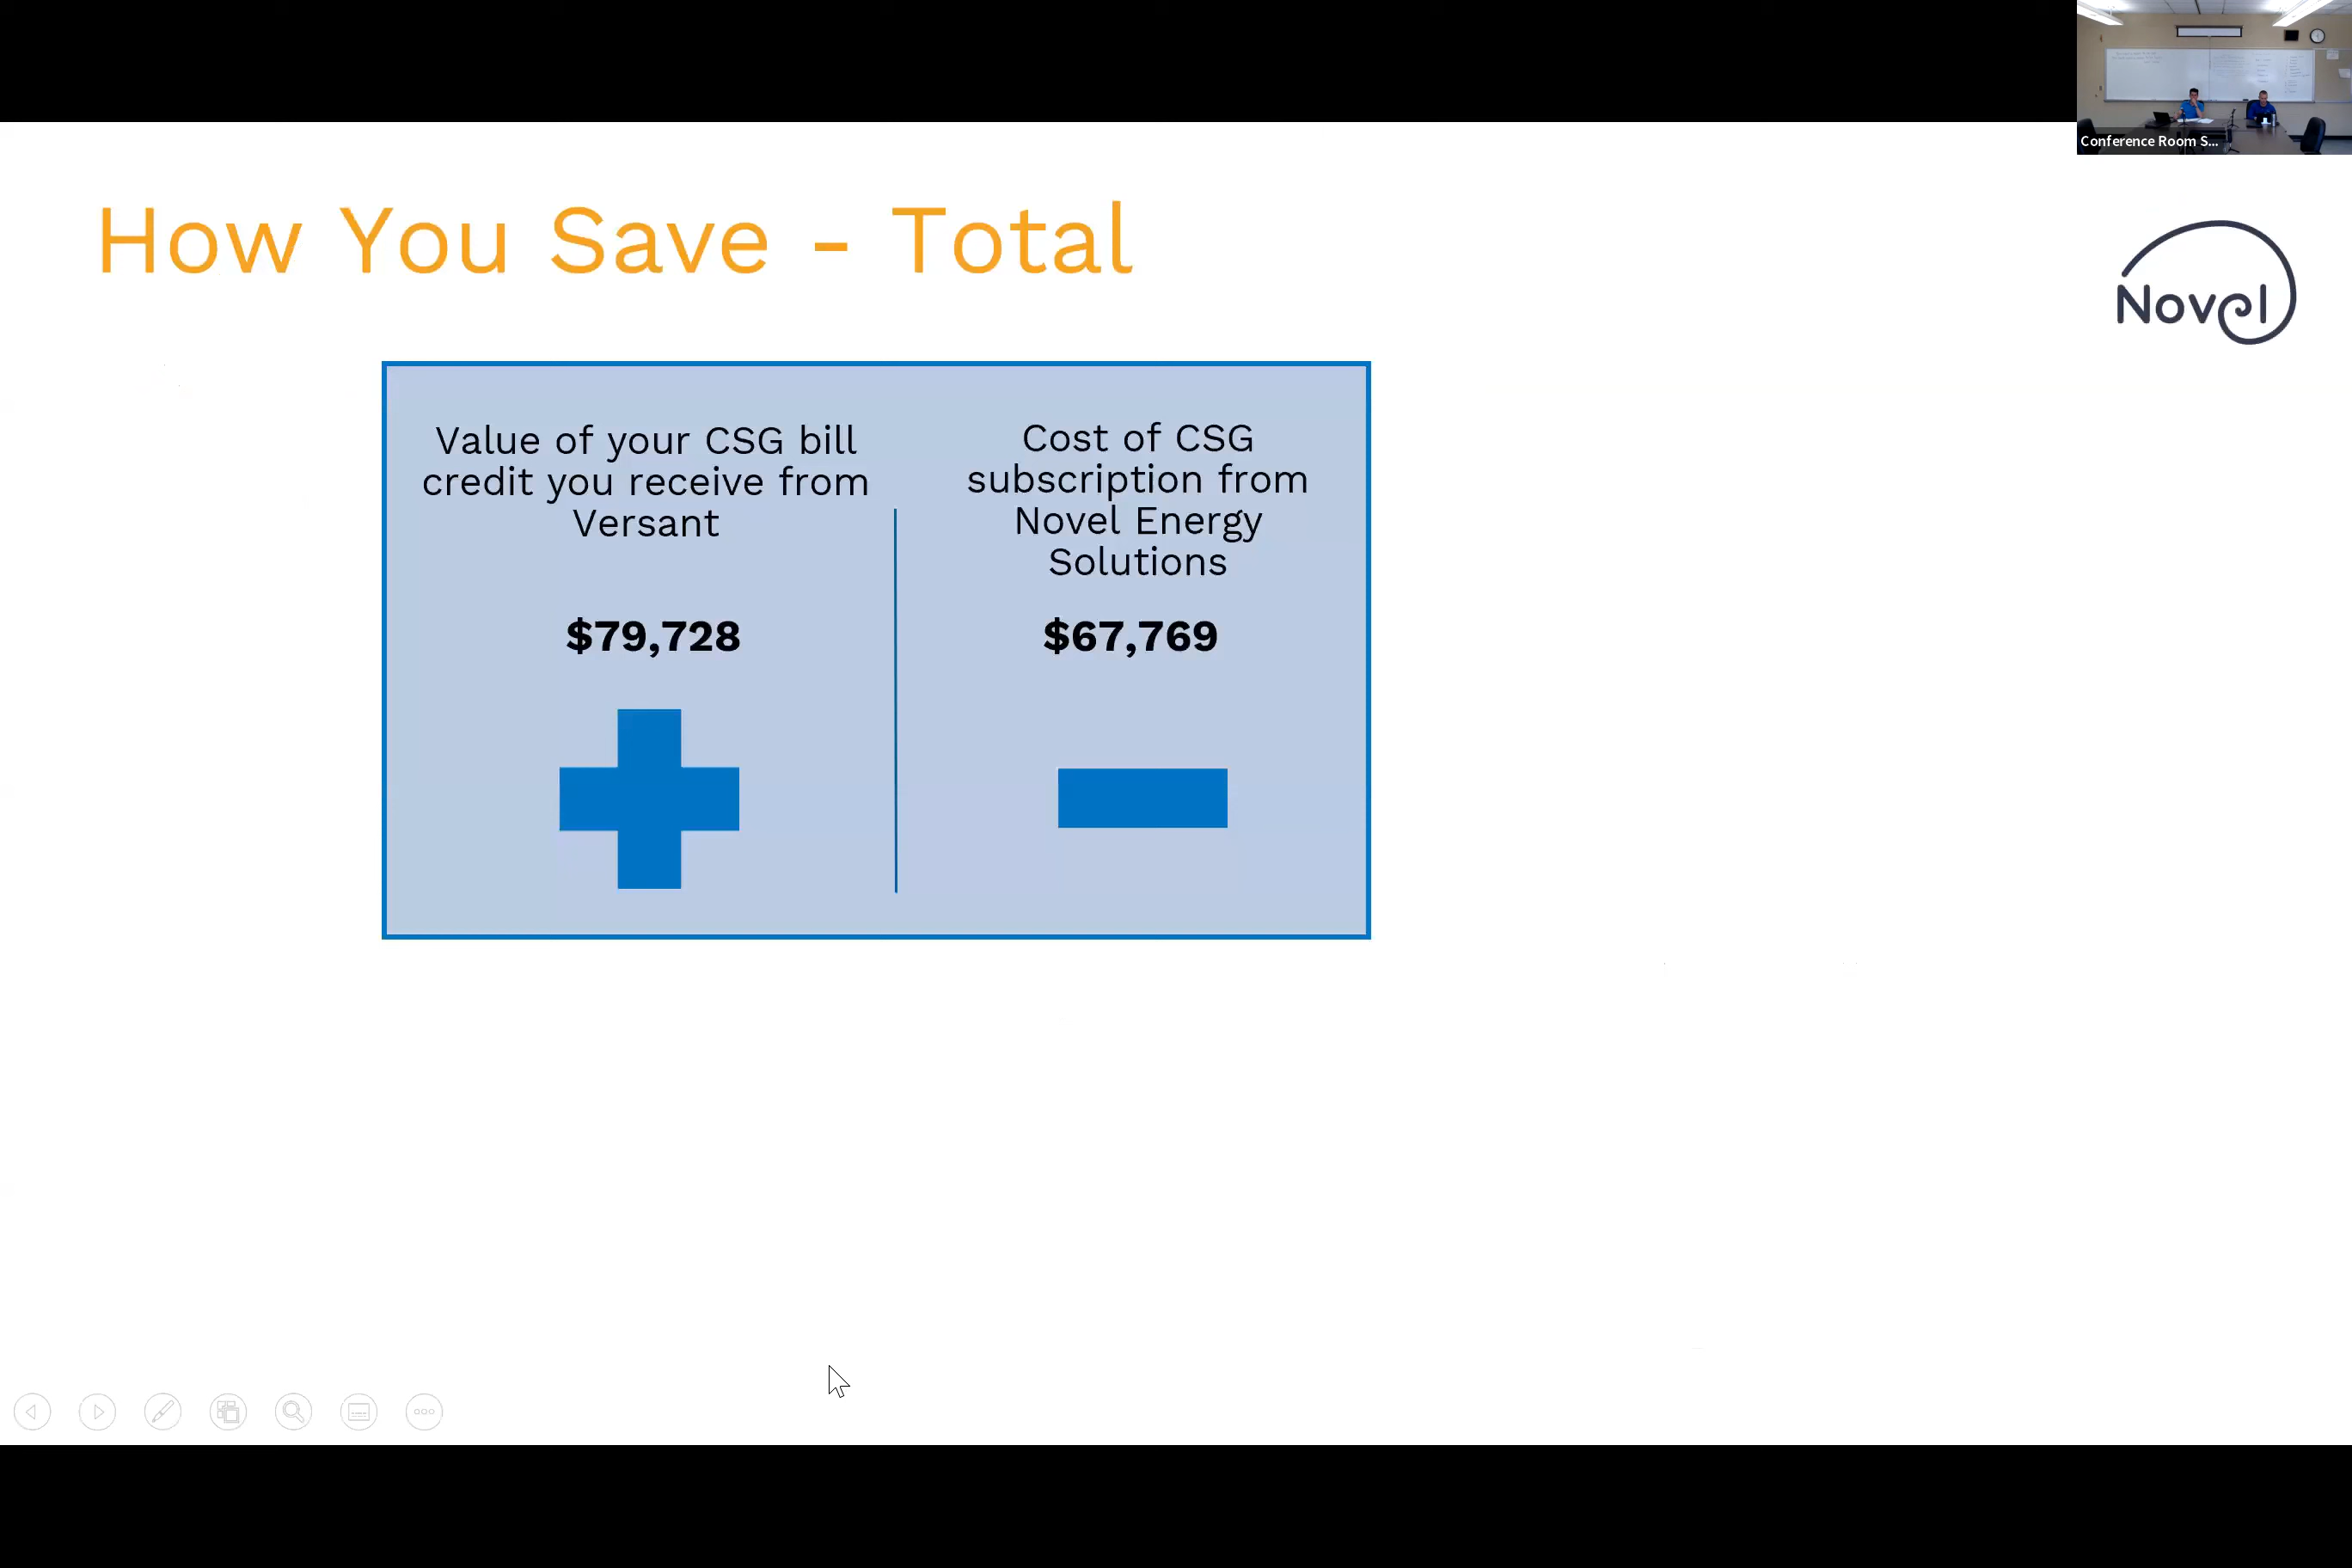 Conference Room S...
How You Save - Total
Novel
Value of your CSG bill
credit you receive from
Versant
$79,728
Cost of CSG
subscription from
Novel Energy
Solutions
$67,769